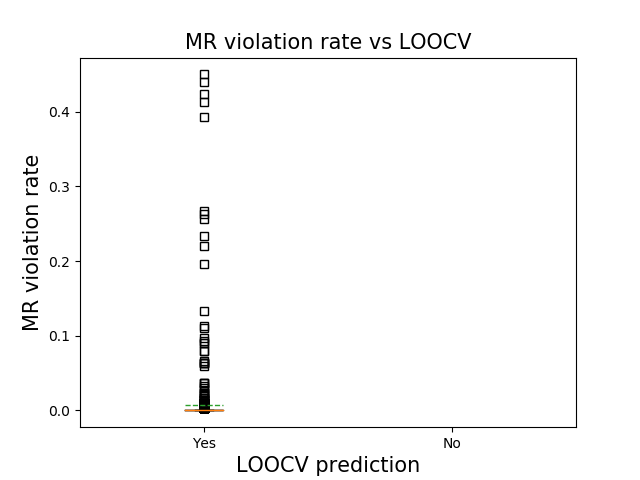 MR violation rate vs LOOCV
MR violation rate
0.4
0.3
0.2
0.1
0.0
Yes
No
LOOCV prediction